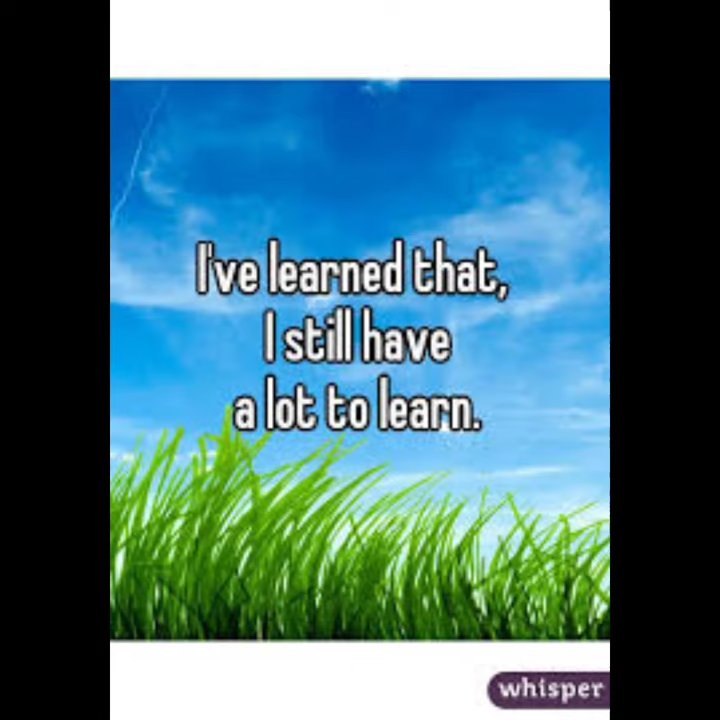 I've learned that,
I still have
a lot to learn.
whisper